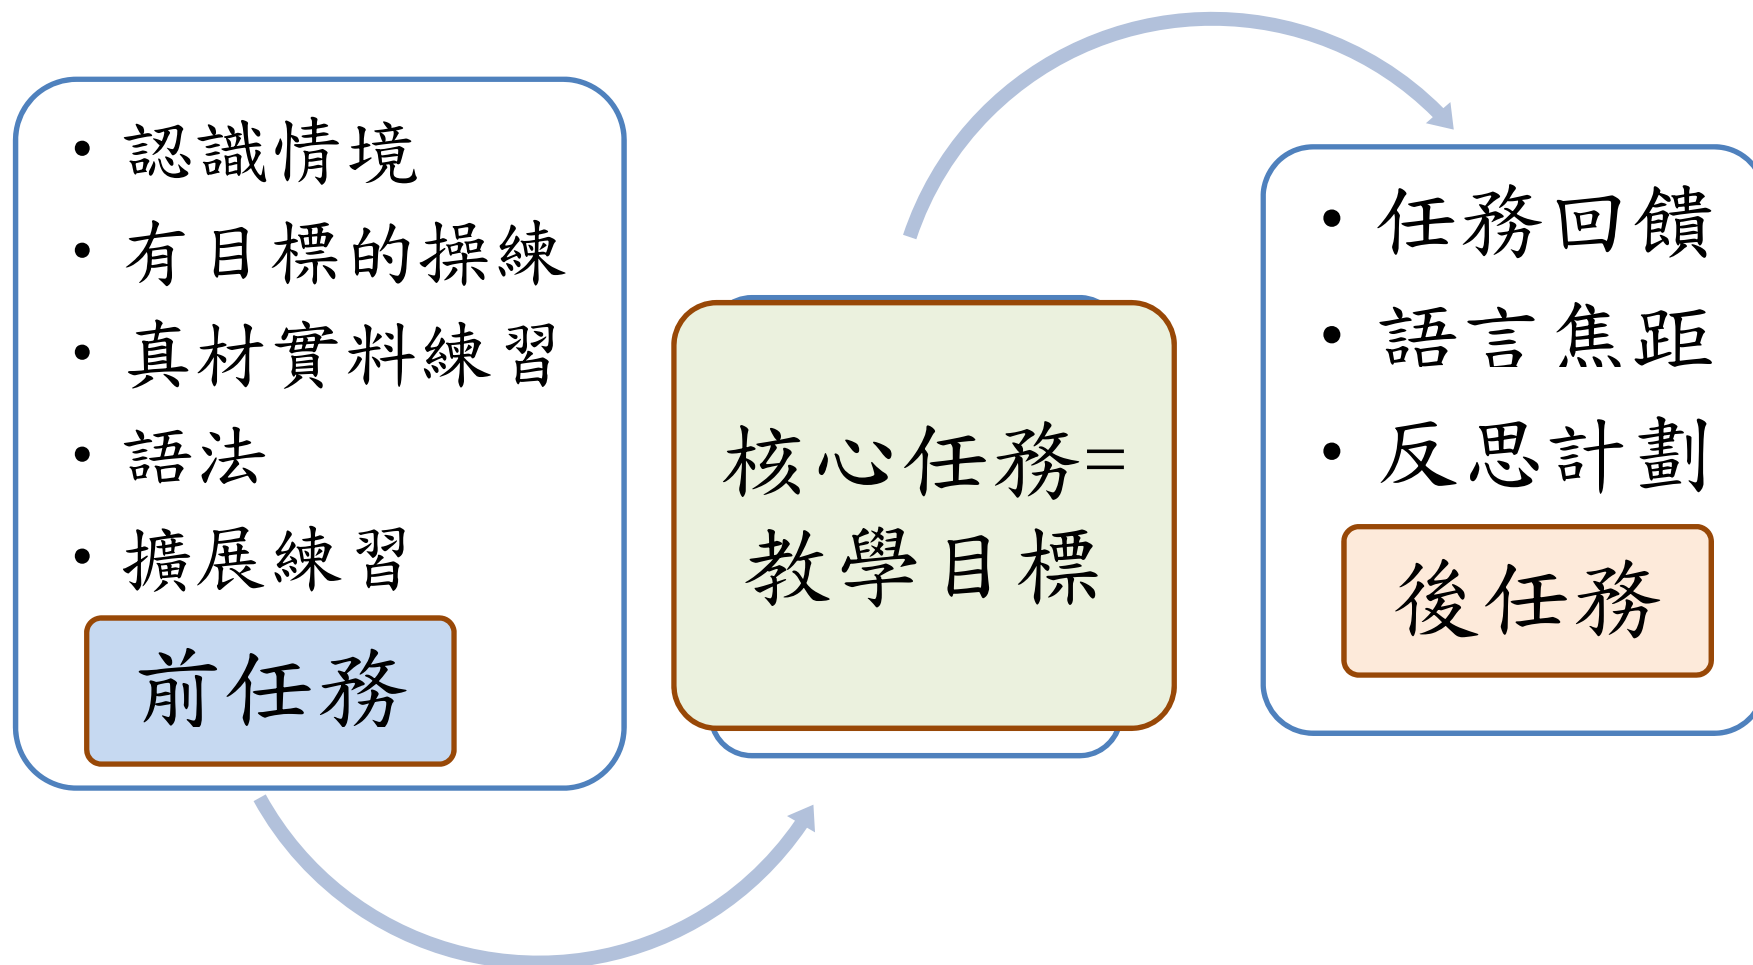 • 認識情境
• 有目標的操練
• 真材實料練習
• 語法
• 擴展練習
前任務
核心任務=
教學目標
• 任務回饋
• 語言焦距
• 反思計劃
後任務